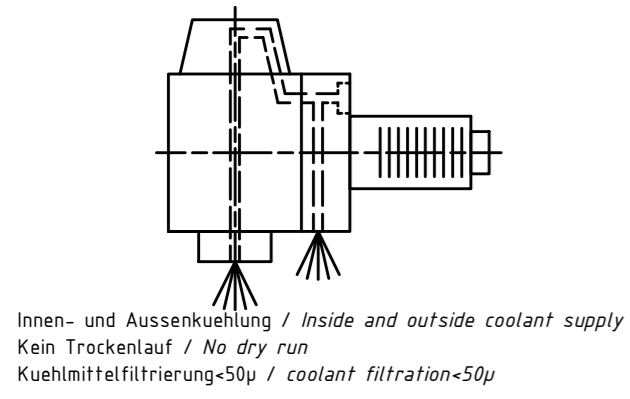 Innen- und Aussenkuehlung / Inside and outside coolant supply
Kein Trockenlauf / No dry run
Kuehlmittelfiltrierung<50µ / coolant filtration<50µ